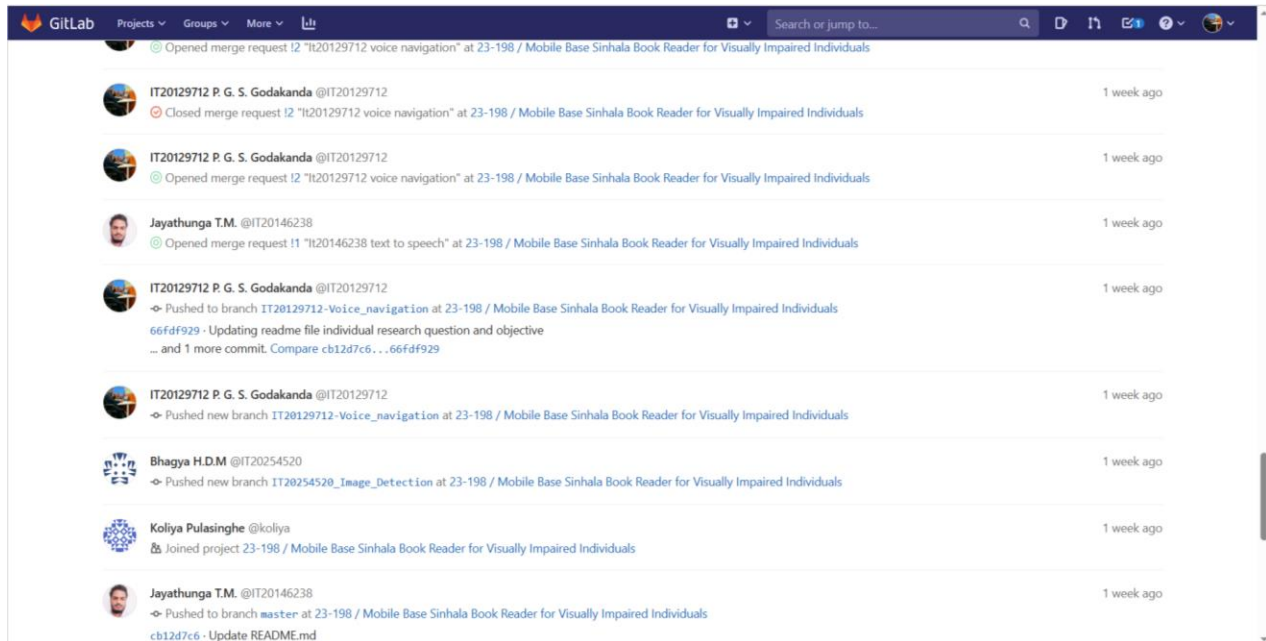 GitLab Projects Groups More Search or jump to... 1
Opened merge request !2 "It20129712 voice navigation" at 23-198 / Mobile Base Sinhala Book Reader for Visually Impaired Individuals
IT20129712 P. G. S. Godakanda @IT20129712 1 week ago
Closed merge request !2 "It20129712 voice navigation" at 23-198 / Mobile Base Sinhala Book Reader for Visually Impaired Individuals
IT20129712 P. G. S. Godakanda @IT20129712 1 week ago
Opened merge request !2 "It20129712 voice navigation" at 23-198 / Mobile Base Sinhala Book Reader for Visually Impaired Individuals
Jayathunga T.M. @IT20146238 1 week ago
Opened merge request !1 "It20146238 text to speech" at 23-198 / Mobile Base Sinhala Book Reader for Visually Impaired Individuals
IT20129712 P. G. S. Godakanda @IT20129712 1 week ago
Pushed to branch IT20129712-Voice_navigation at 23-198 / Mobile Base Sinhala Book Reader for Visually Impaired Individuals
66fdf929 · Updating readme file individual research question and objective
... and 1 more commit. Compare cb12d7c6...66fdf929
IT20129712 P. G. S. Godakanda @IT20129712 1 week ago
Pushed new branch IT20129712-Voice_navigation at 23-198 / Mobile Base Sinhala Book Reader for Visually Impaired Individuals
Bhagya H.D.M @IT20254520 1 week ago
Pushed new branch IT20254520_Image_Detection at 23-198 / Mobile Base Sinhala Book Reader for Visually Impaired Individuals
Koliya Pulasinghe @koliya 1 week ago
Joined project 23-198 / Mobile Base Sinhala Book Reader for Visually Impaired Individuals
Jayathunga T.M. @IT20146238 1 week ago
Pushed to branch master at 23-198 / Mobile Base Sinhala Book Reader for Visually Impaired Individuals
cb12d7c6 · Update README.md